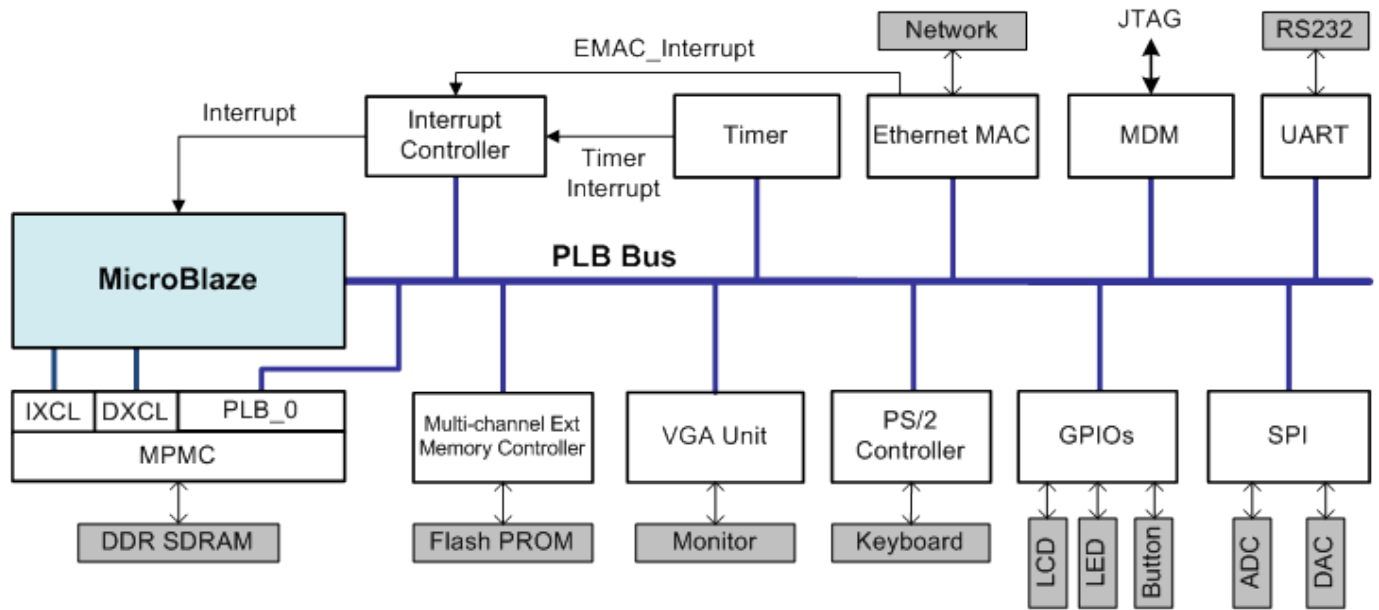 Network
JTAG
RS232
EMAC_Interrupt
Interrupt
Interrupt
Controller
Timer
Interrupt
Timer
Ethernet MAC
MDM
UART
MicroBlaze
PLB Bus
IXCL
DXCL
PLB_0
MPMC
Multi-channel Ext
Memory Controller
VGA Unit
PS/2
Controller
GPIOs
SPI
DDR SDRAM
Flash PROM
Monitor
Keyboard
LCD
LED
Button
ADC
DAC